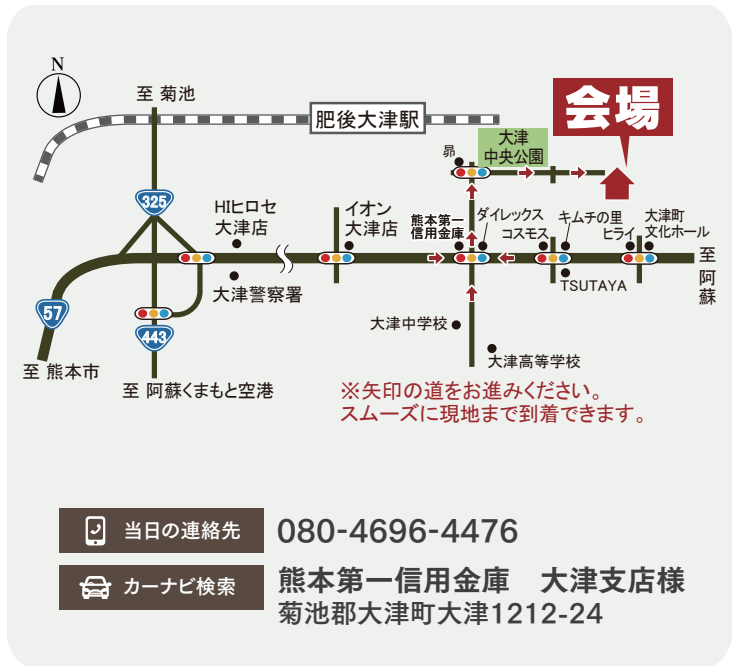 N
至 菊池
肥後大津駅
会場
大津
中央公園
昴
325
HIヒロセ
大津店
イオン
大津店
熊本第一
信用金庫
ダイレックス
コスモス
キムチの里
ヒライ
大津町
文化ホール
至
阿蘇
大津警察署
TSUTAYA
57
443
大津中学校
大津高等学校
至 熊本市
至 阿蘇くまもと空港
※矢印の道をお進みください。
スムーズに現地まで到着できます。
当日の連絡先
080-4696-4476
カーナビ検索
熊本第一信用金庫　大津支店様
菊池郡大津町大津1212-24